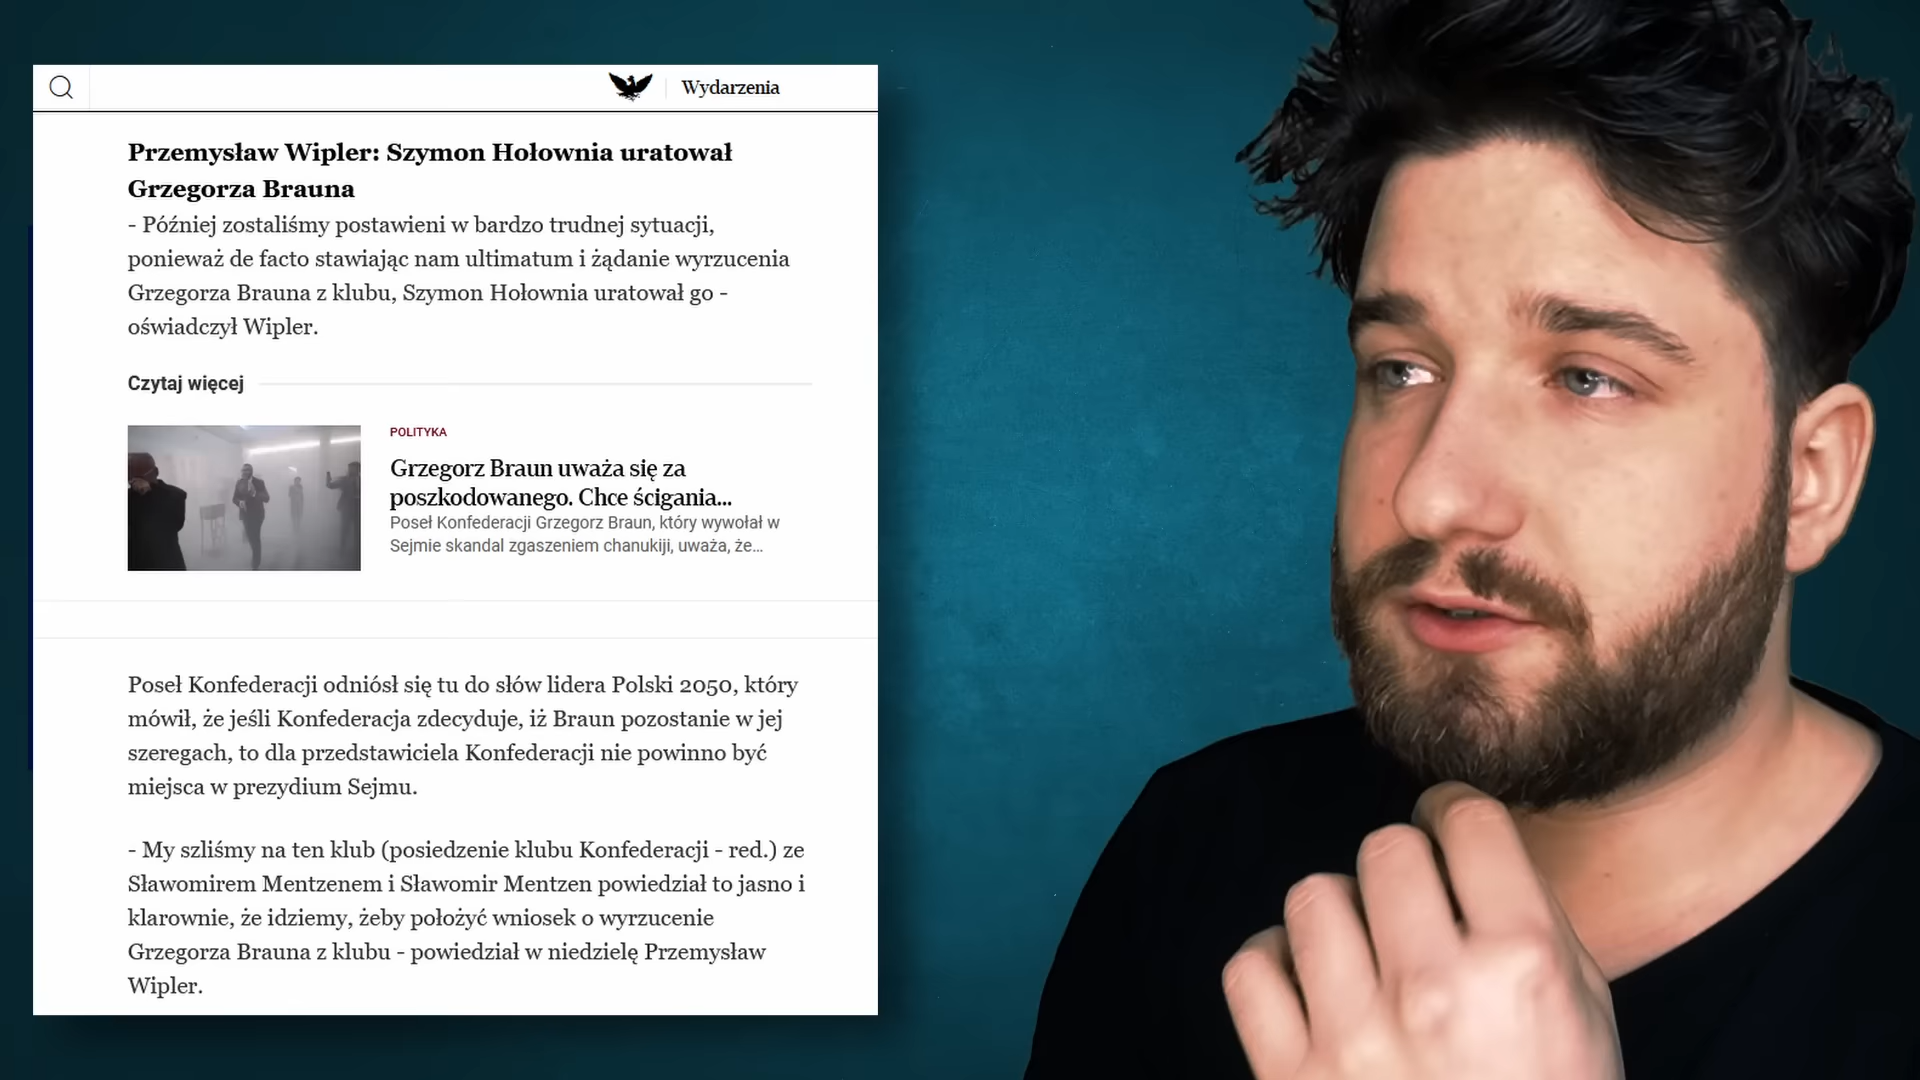 Wydarzenia
Przemysław Wipler: Szymon Hołownia uratował
Grzegorza Brauna
- Później zostaliśmy postawieni w bardzo trudnej sytuacji,
ponieważ de facto stawiając nam ultimatum i żądanie wyrzucenia
Grzegorza Brauna z klubu, Szymon Hołownia uratował go -
oświadczył Wipler.
Czytaj więcej
POLITYKA
Grzegorz Braun uważa się za
poszkodowanego. Chce ścigania...
Poseł Konfederacji Grzegorz Braun, który wywołał w
Sejmie skandal zgaszeniem chanukiji, uważa, że...
Poseł Konfederacji odniósł się tu do słów lidera Polski 2050, który
mówił, że jeśli Konfederacja zdecyduje, iż Braun pozostanie w jej
szeregach, to dla przedstawiciela Konfederacji nie powinno być
miejsca w prezydium Sejmu.
- My szliśmy na ten klub (posiedzenie klubu Konfederacji - red.) ze
Sławomirem Mentzenem i Sławomir Mentzen powiedział to jasno i
klarownie, że idziemy, żeby położyć wniosek o wyrzucenie
Grzegorza Brauna z klubu - powiedział w niedzielę Przemysław
Wipler.